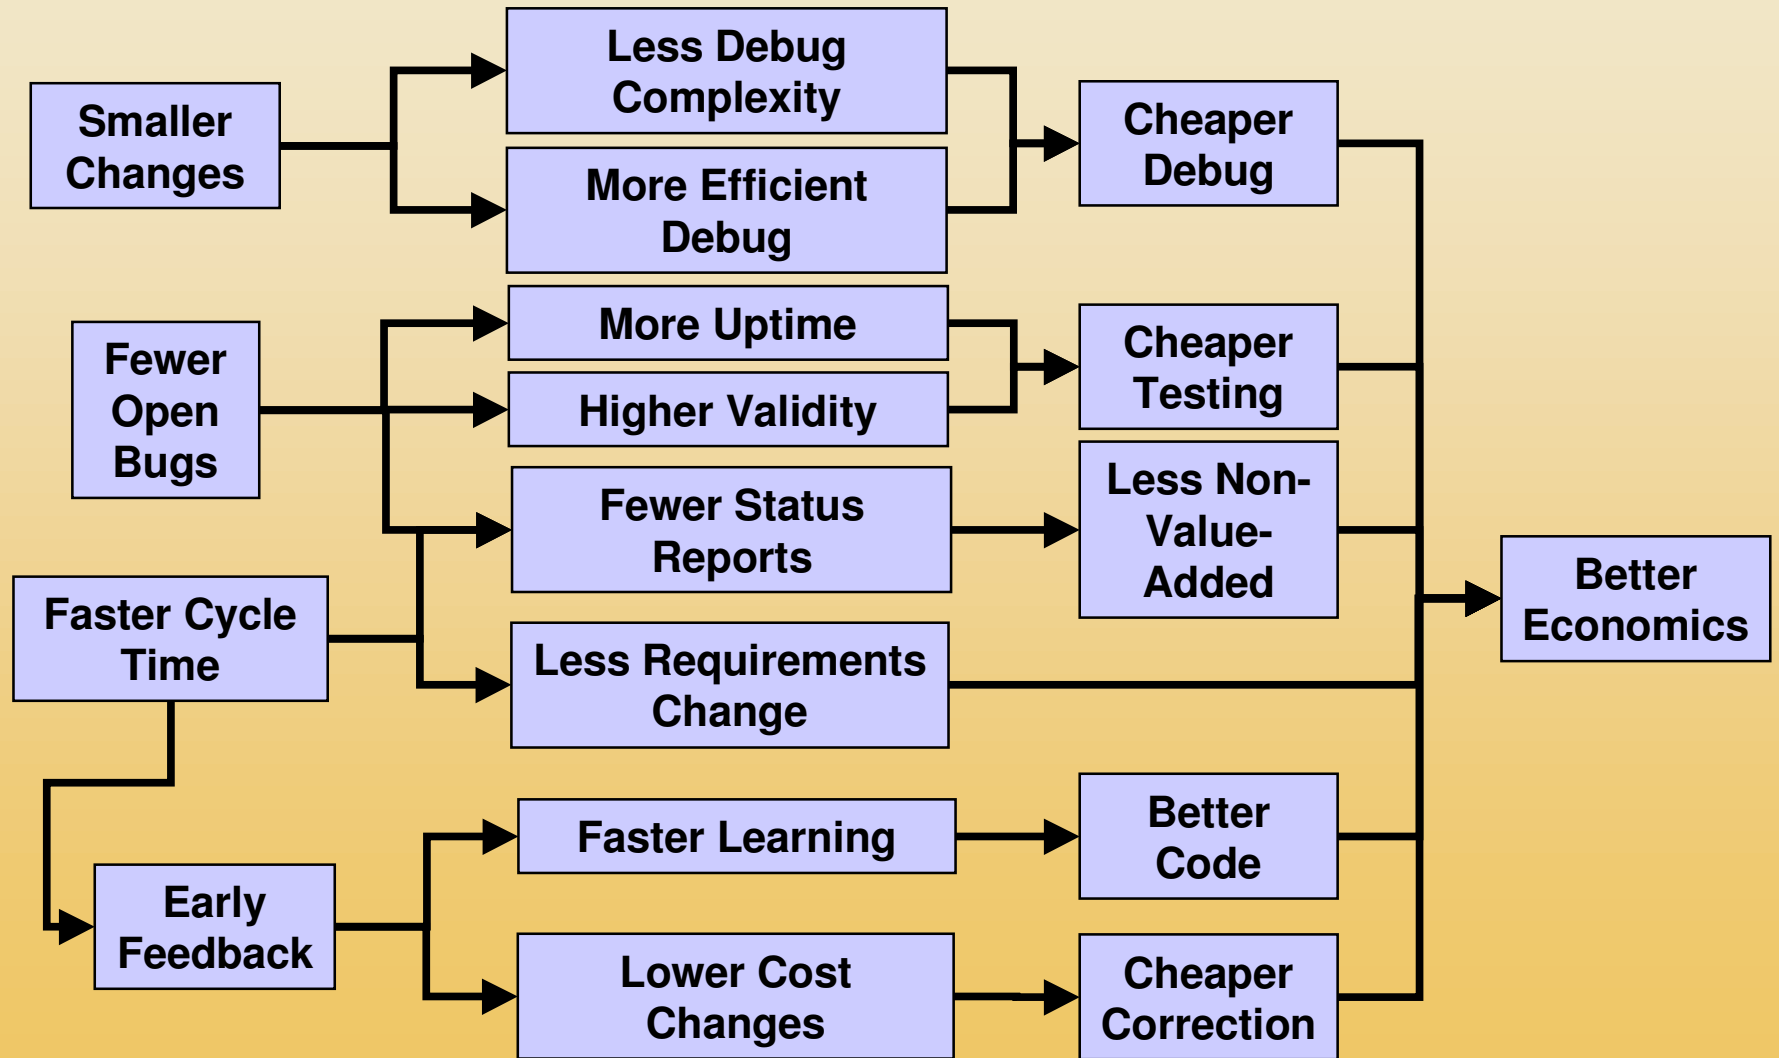 Smaller
Changes
Less Debug
Complexity
More Efficient
Debug
Cheaper
Debug
Fewer
Open
Bugs
More Uptime
Higher Validity
Cheaper
Testing
Fewer Status
Reports
Less Non-
Value-
Added
Faster Cycle
Time
Less Requirements
Change
Better
Economics
Early
Feedback
Faster Learning
Better
Code
Lower Cost
Changes
Cheaper
Correction